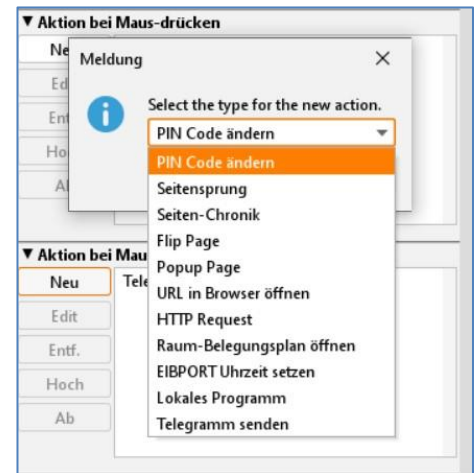 ▼ Aktion bei Maus-drücken
Meldung
Select the type for the new action.
PIN Code ändern
PIN Code ändern
Seitensprung
Seiten-Chronik
Flip Page
Popup Page
URL in Browser öffnen
HTTP Request
Raum-Belegungsplan öffnen
EIBPORT Uhrzeit setzen
Lokales Programm
Telegramm senden
▼ Aktion bei
Neu
Edit
Entf.
Hoch
Ab